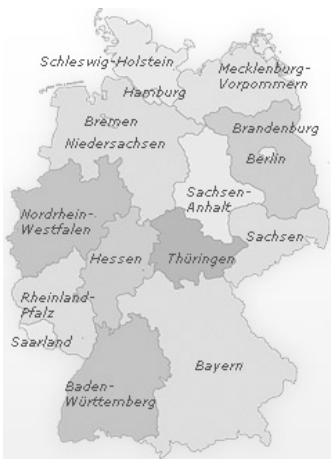 Schleswig-Holstein
Mecklenburg-
Vorpommern
Hamburg
Bremen
Niedersachsen
Brandenburg
Berlin
Sachsen-
Anhalt
Nordrhein-
Westfalen
Hessen
Thüringen
Sachsen
Rheinland-
Pfalz
Saarland
Bayern
Baden-
Württemberg